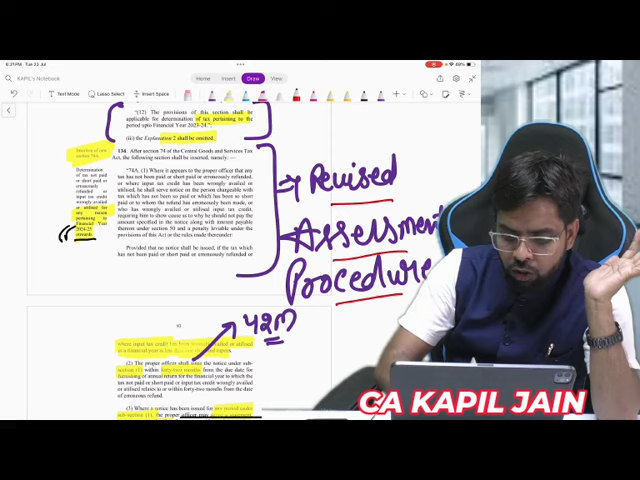 8:31 PM Tue 23 Jul
69%
KAPIL's Notebook
Home Insert Draw View
Text Mode Lasso Select Insert Space
"(12) The provisions of this section shall be
applicable for determination of tax pertaining to the
period upto Financial Year 2023-24.";
(iii) the Explanation 2 shall be omitted.
Insertion of new
section 74A.
134. After section 74 of the Central Goods and Services Tax
Act, the following section shall be inserted, namely:—
Determination
of tax not paid
or short paid or
erroneously
refunded or
input tax credit
wrongly availed
or utilised for
any reason
pertaining to
Financial Year
2024-25
onwards.
"74A. (1) Where it appears to the proper officer that any
tax has not been paid or short paid or erroneously refunded,
or where input tax credit has been wrongly availed or
utilised, he shall serve notice on the person chargeable with
tax which has not been so paid or which has been so short
paid or to whom the refund has erroneously been made, or
who has wrongly availed or utilised input tax credit,
requiring him to show cause as to why he should not pay the
amount specified in the notice along with interest payable
thereon under section 50 and a penalty leviable under the
provisions of this Act or the rules made thereunder:
Provided that no notice shall be issued, if the tax which
has not been paid or short paid or erroneously refunded or
Revised
Assessment
Procedure
42m
where input tax credit has been wrongly availed or utilised
in a financial year is less than
(2) The proper officer shall issue the notice under sub-
section (1) within forty-two months from the due date for
furnishing of annual return for the financial year to which the
tax not paid or short paid or input tax credit wrongly availed
or utilised relates to or within forty-two months from the date
of erroneous refund.
(3) Where a notice has been issued for any period under
sub-section (1), the proper officer may
CA KAPIL JAIN